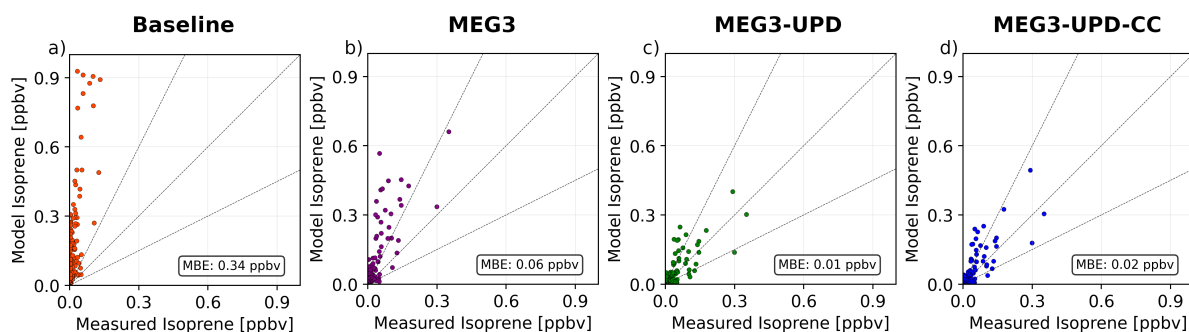 Baseline
MEG3
MEG3-UPD
MEG3-UPD-CC
a)
Model Isoprene [ppbv]
0.9
0.6
0.3
0.0
MBE: 0.34 ppbv
0.0 0.3 0.6 0.9
Measured Isoprene [ppbv]
b)
Model Isoprene [ppbv]
0.9
0.6
0.3
0.0
MBE: 0.06 ppbv
0.0 0.3 0.6 0.9
Measured Isoprene [ppbv]
c)
Model Isoprene [ppbv]
0.9
0.6
0.3
0.0
MBE: 0.01 ppbv
0.0 0.3 0.6 0.9
Measured Isoprene [ppbv]
d)
Model Isoprene [ppbv]
0.9
0.6
0.3
0.0
MBE: 0.02 ppbv
0.0 0.3 0.6 0.9
Measured Isoprene [ppbv]